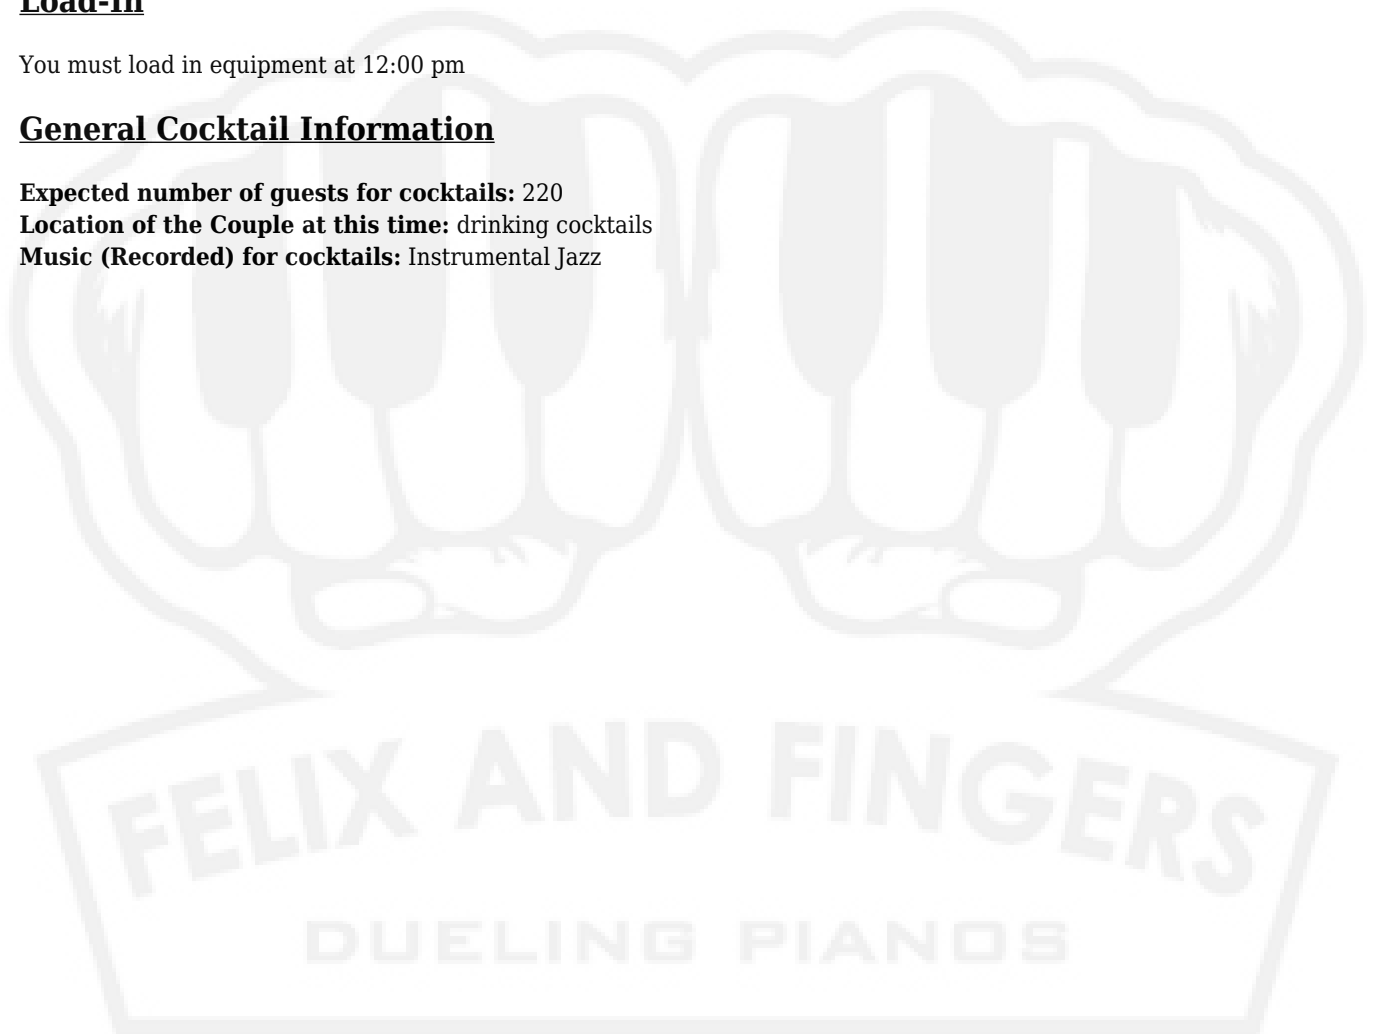 Load-In
You must load in equipment at 12:00 pm
General Cocktail Information
Expected number of guests for cocktails: 220
Location of the Couple at this time: drinking cocktails
Music (Recorded) for cocktails: Instrumental Jazz
FELIX AND FINGERS
DUELING PIANOS